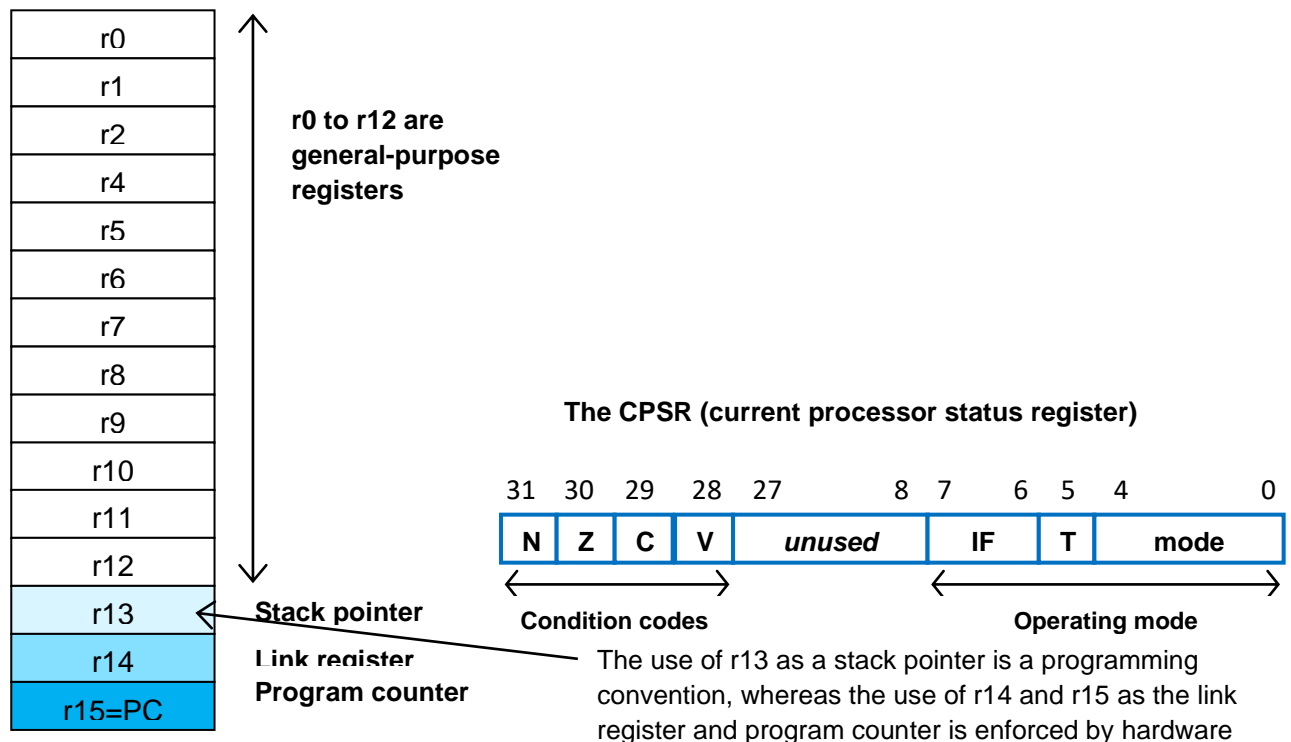 r0
r1
r2
r4
r5
r6
r7
r8
r9
r10
r11
r12
r13
r14
r15=PC
r0 to r12 are
general-purpose
registers
Stack pointer
Link register
Program counter
The CPSR (current processor status register)
31 30 29 28 27 8 7 6 5 4 0
N Z C V unused IF T mode
Condition codes Operating mode
The use of r13 as a stack pointer is a programming
convention, whereas the use of r14 and r15 as the link
register and program counter is enforced by hardware